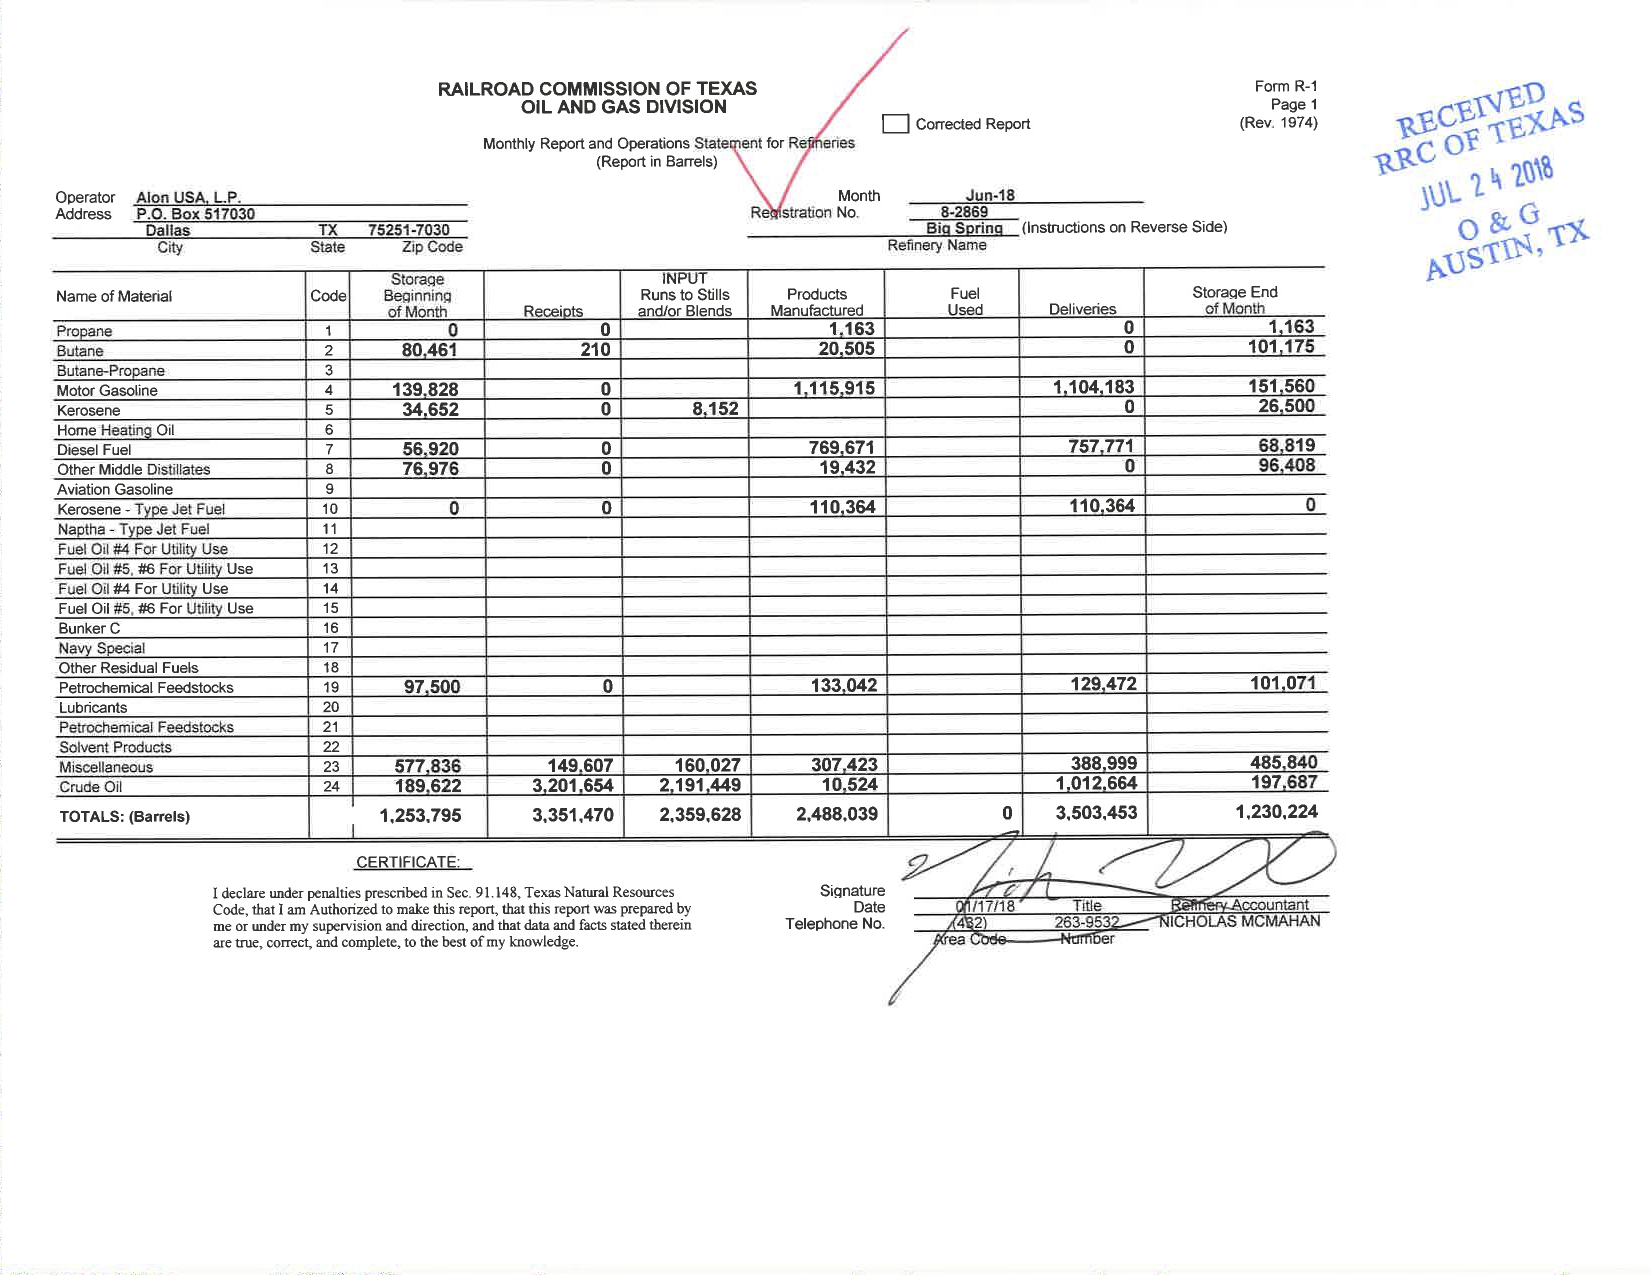 RAILROAD COMMISSION OF TEXAS
OIL AND GAS DIVISION
Monthly Report and Operations Statement for Refineries
(Report in Barrels)
Corrected Report
Form R-1
Page 1
(Rev. 1974)
RECEIVED
RRC OF TEXAS
JUL 24 2018
O & G
AUSTIN, TX
Operator Alon USA, L.P.
Address P.O. Box 517030
Dallas TX 75251-7030
City State Zip Code
Month Jun-18
Registration No. 8-2869
Big Spring (Instructions on Reverse Side)
Refinery Name
Name of Material Code Storage Beginning of Month Receipts INPUT Runs to Stills and/or Blends Products Manufactured Fuel Used Deliveries Storage End of Month
Propane 1 0 0 1,163 0 1,163
Butane 2 80,461 210 20,505 0 101,175
Butane-Propane 3
Motor Gasoline 4 139,828 0 1,115,915 1,104,183 151,560
Kerosene 5 34,652 0 8,152 0 26,500
Home Heating Oil 6
Diesel Fuel 7 56,920 0 769,671 757,771 68,819
Other Middle Distillates 8 76,976 0 19,432 0 96,408
Aviation Gasoline 9
Kerosene - Type Jet Fuel 10 0 0 110,364 110,364 0
Naptha - Type Jet Fuel 11
Fuel Oil #4 For Utility Use 12
Fuel Oil #5, #6 For Utility Use 13
Fuel Oil #4 For Utility Use 14
Fuel Oil #5, #6 For Utility Use 15
Bunker C 16
Navy Special 17
Other Residual Fuels 18
Petrochemical Feedstocks 19 97,500 0 133,042 129,472 101,071
Lubricants 20
Petrochemical Feedstocks 21
Solvent Products 22
Miscellaneous 23 577,836 149,607 160,027 307,423 388,999 485,840
Crude Oil 24 189,622 3,201,654 2,191,449 10,524 1,012,664 197,687
TOTALS: (Barrels) 1,253,795 3,351,470 2,359,628 2,488,039 0 3,503,453 1,230,224
CERTIFICATE:
I declare under penalties prescribed in Sec. 91.148, Texas Natural Resources
Code, that I am Authorized to make this report, that this report was prepared by
me or under my supervision and direction, and that data and facts stated therein
are true, correct, and complete, to the best of my knowledge.
Signature
Date /17/18 Title Refinery Accountant
Telephone No. (432) 263-9532 NICHOLAS MCMAHAN
Area Code Number